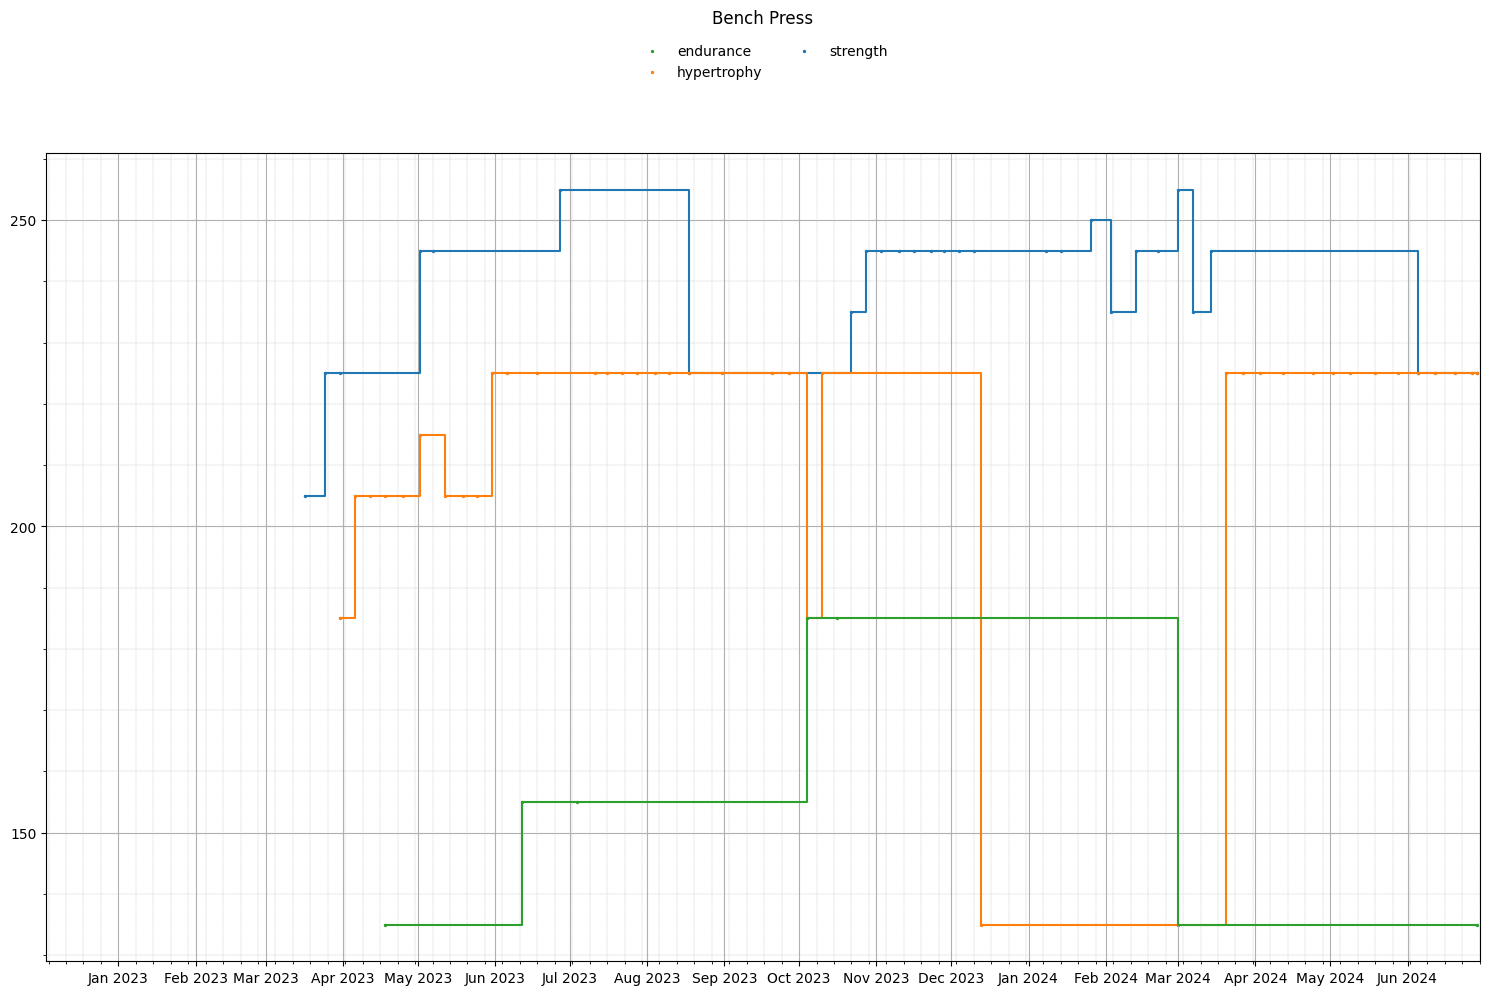 Bench Press
endurance strength
hypertrophy
250
200
150
Jan 2023 Feb 2023 Mar 2023 Apr 2023 May 2023 Jun 2023 Jul 2023 Aug 2023 Sep 2023 Oct 2023 Nov 2023 Dec 2023 Jan 2024 Feb 2024 Mar 2024 Apr 2024 May 2024 Jun 2024